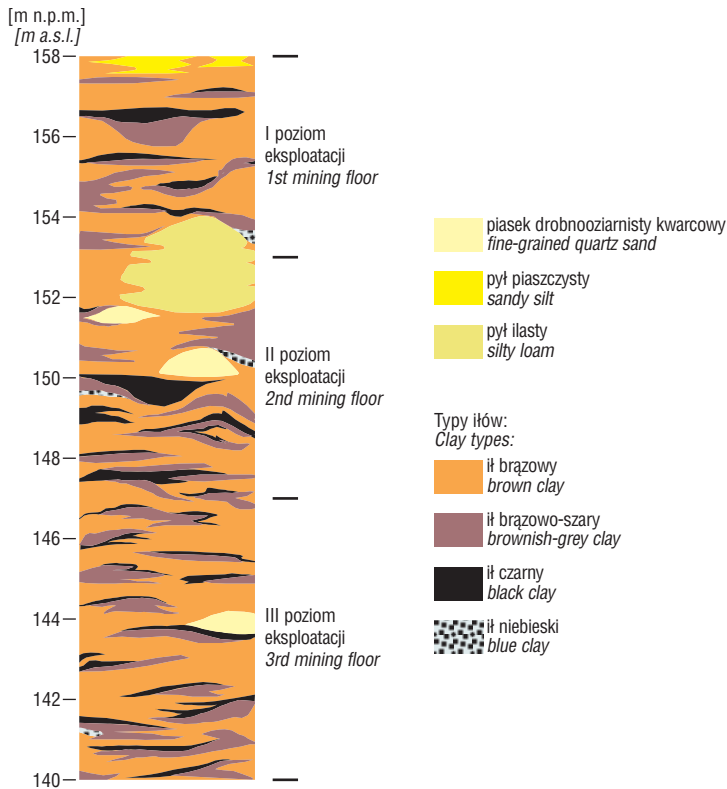 [m n.p.m.]
[m a.s.l.]
158
156
154
152
150
148
146
144
142
140
I poziom
eksploatacji
1st mining floor
II poziom
eksploatacji
2nd mining floor
III poziom
eksploatacji
3rd mining floor
piasek drobnooziarnisty kwarcowy
fine-grained quartz sand
pył piaszczysty
sandy silt
pył ilasty
silty loam
Typy iłów:
Clay types:
ił brązowy
brown clay
ił brązowo-szary
brownish-grey clay
ił czarny
black clay
ił niebieski
blue clay